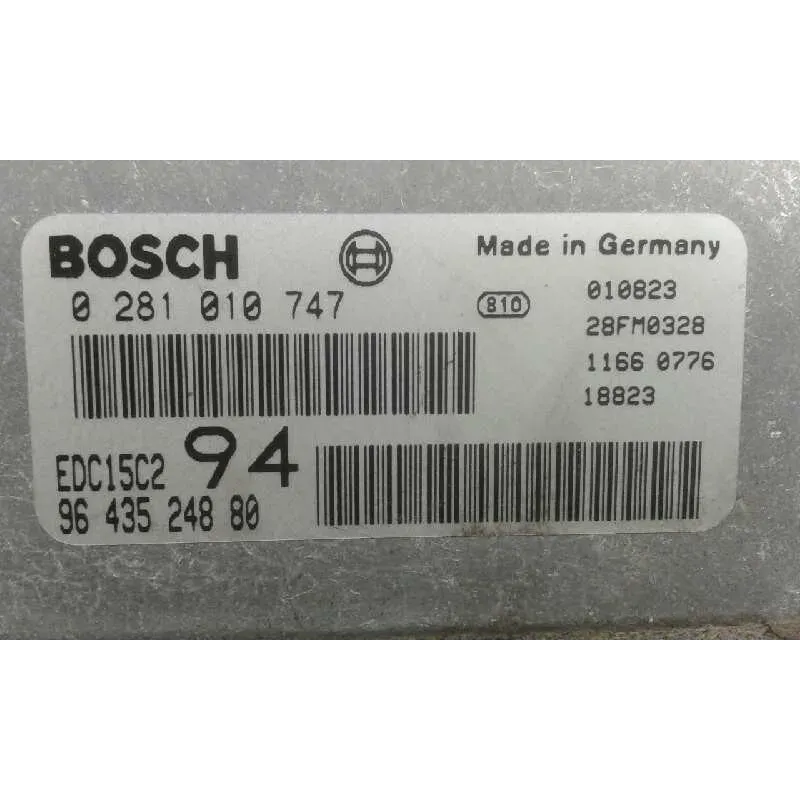 BOSCH
Made in Germany
0 281 010 747
810
010823
28FM0328
1166 0776
18823
EDC15C2 94
96 435 248 80